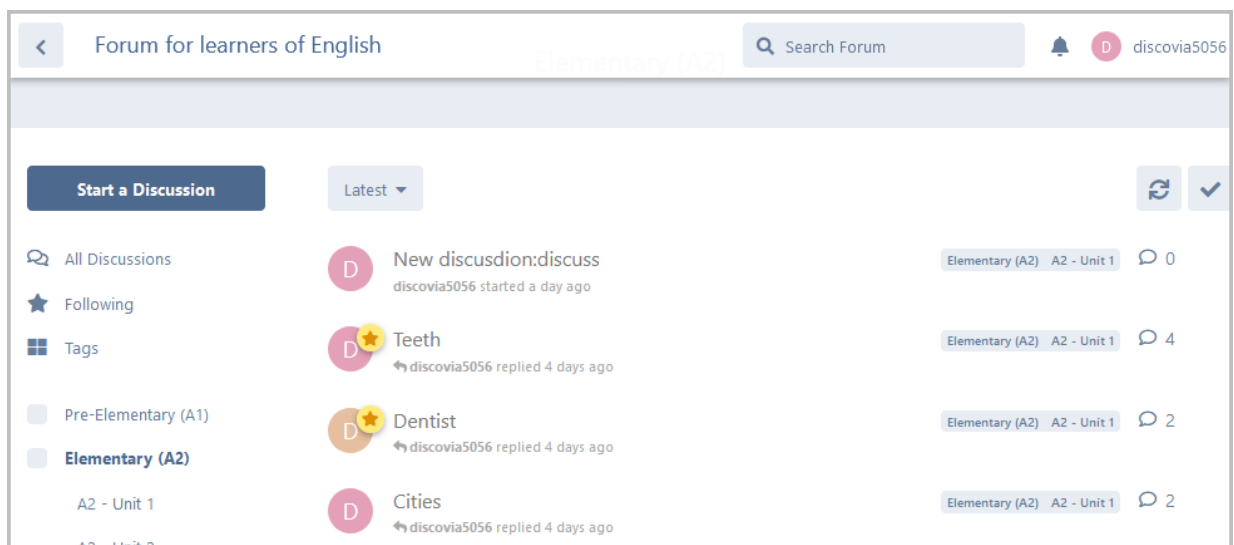 Forum for learners of English
Search Forum
D
discovia5056
Elementary (A2)
Start a Discussion
Latest
All Discussions
Following
Tags
Pre-Elementary (A1)
Elementary (A2)
A2 - Unit 1
D
New discusdion:discuss
discovia5056 started a day ago
Elementary (A2) A2 - Unit 1
0
D
Teeth
discovia5056 replied 4 days ago
Elementary (A2) A2 - Unit 1
4
D
Dentist
discovia5056 replied 4 days ago
Elementary (A2) A2 - Unit 1
2
D
Cities
discovia5056 replied 4 days ago
Elementary (A2) A2 - Unit 1
2